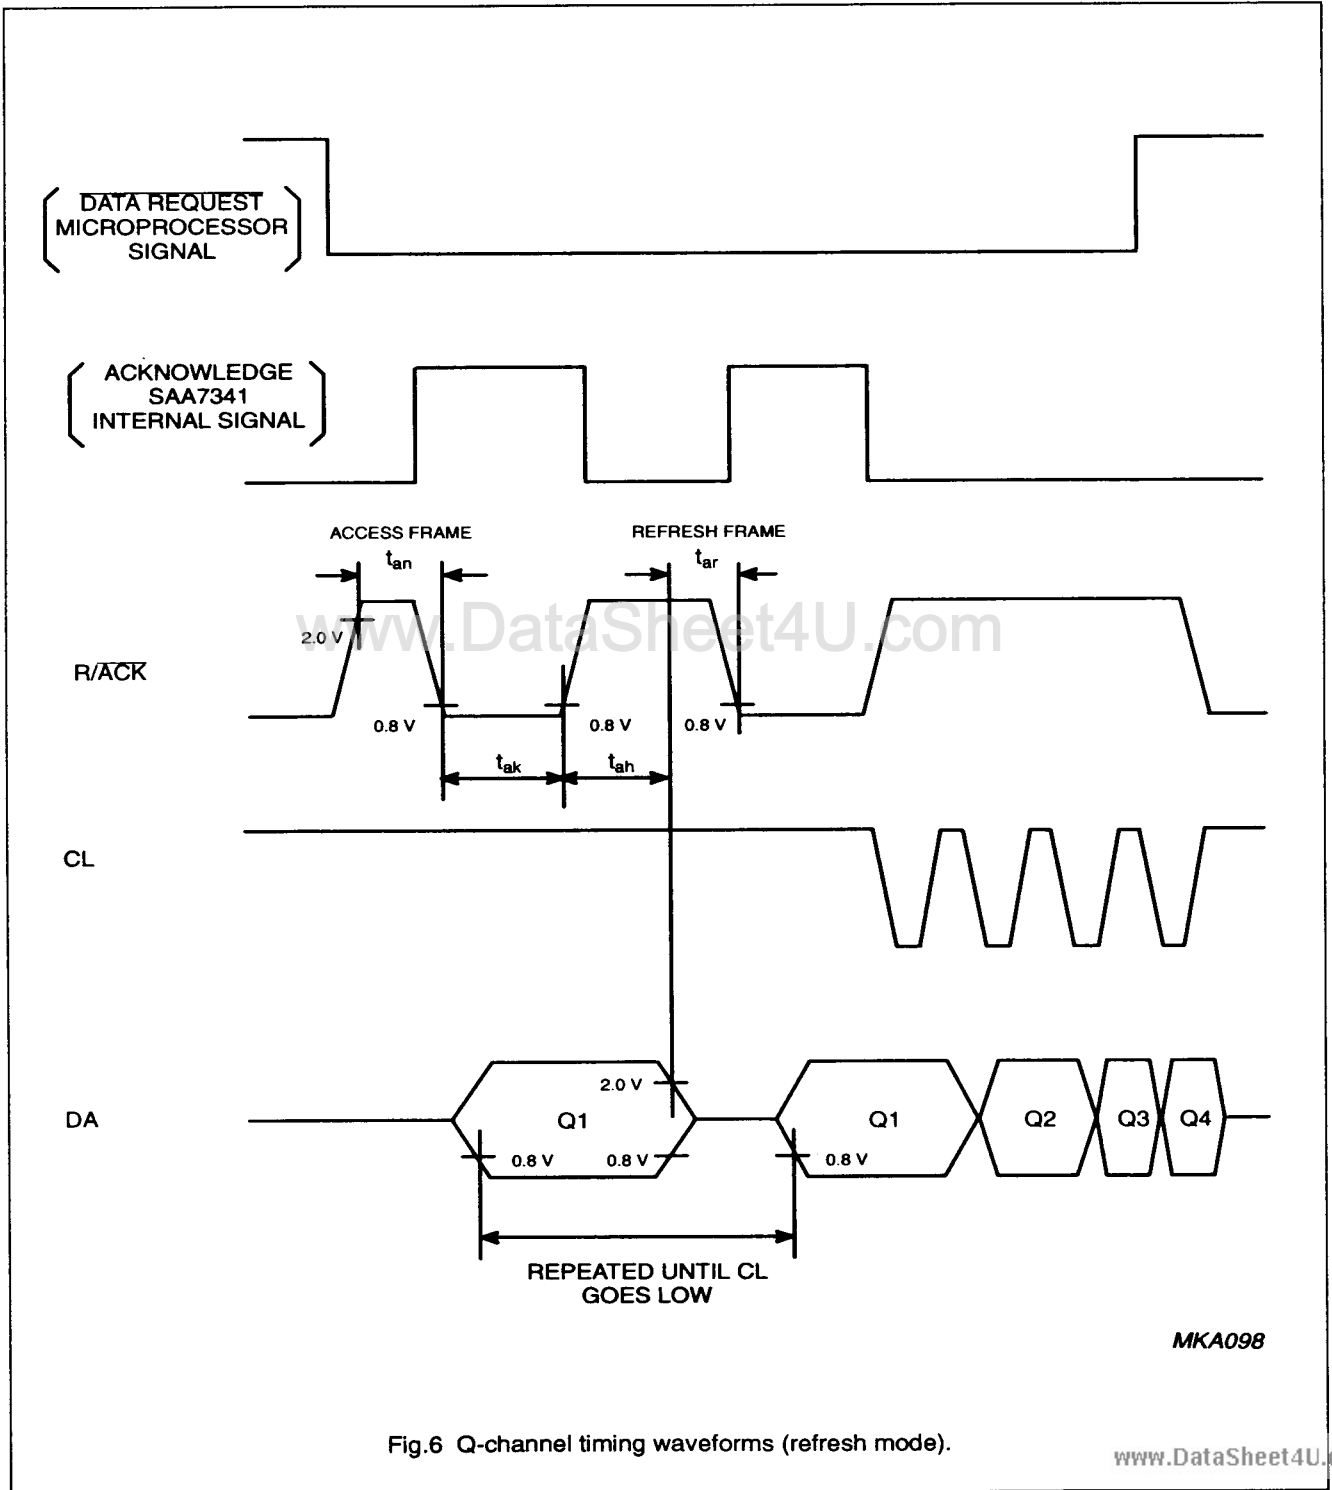 DATA REQUEST
MICROPROCESSOR
SIGNAL
ACKNOWLEDGE
SAA7341
INTERNAL SIGNAL
ACCESS FRAME
REFRESH FRAME
tan
tar
www.DataSheet4U.com
2.0 V
R/ACK
0.8 V
0.8 V
0.8 V
tak
tah
CL
2.0 V
DA
Q1
Q1
Q2
Q3
Q4
0.8 V
0.8 V
0.8 V
REPEATED UNTIL CL
GOES LOW
MKA098
Fig.6 Q-channel timing waveforms (refresh mode).
www.DataSheet4U.